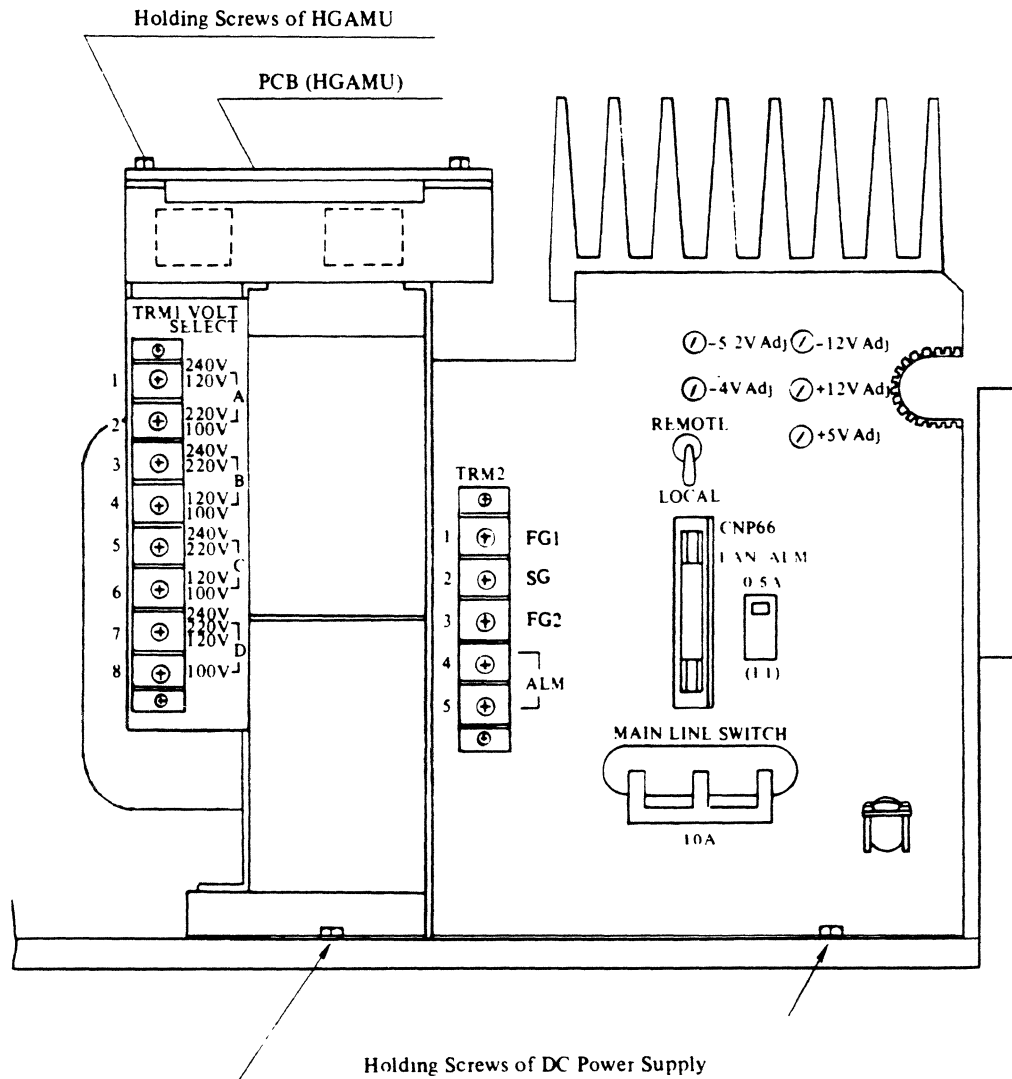 Holding Screws of HGAMU
PCB (HGAMU)
TRM1 VOLT
SELECT
240V
1 120V
A
220V
2 100V
240V
3 220V
B
120V
4 100V
240V
5 220V
C
120V
6 100V
240V
7 220V
120V
D
8 100V
-5 2V Adj -12V Adj
-4V Adj +12V Adj
+5V Adj
REMOTE
LOCAL
TRM2
1 FG1
2 SG
3 FG2
4
ALM
5
CNP66
ALM
0 5A
MAIN LINE SWITCH
10A
Holding Screws of DC Power Supply